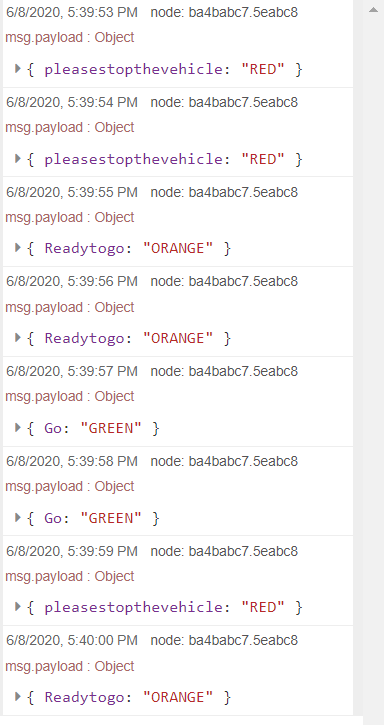 6/8/2020, 5:39:53 PM node: ba4babc7.5eabc8
msg.payload : Object
{ pleasestopthevehicle: "RED" }
6/8/2020, 5:39:54 PM node: ba4babc7.5eabc8
msg.payload : Object
{ pleasestopthevehicle: "RED" }
6/8/2020, 5:39:55 PM node: ba4babc7.5eabc8
msg.payload : Object
{ Readytogo: "ORANGE" }
6/8/2020, 5:39:56 PM node: ba4babc7.5eabc8
msg.payload : Object
{ Readytogo: "ORANGE" }
6/8/2020, 5:39:57 PM node: ba4babc7.5eabc8
msg.payload : Object
{ Go: "GREEN" }
6/8/2020, 5:39:58 PM node: ba4babc7.5eabc8
msg.payload : Object
{ Go: "GREEN" }
6/8/2020, 5:39:59 PM node: ba4babc7.5eabc8
msg.payload : Object
{ pleasestopthevehicle: "RED" }
6/8/2020, 5:40:00 PM node: ba4babc7.5eabc8
msg.payload : Object
{ Readytogo: "ORANGE" }